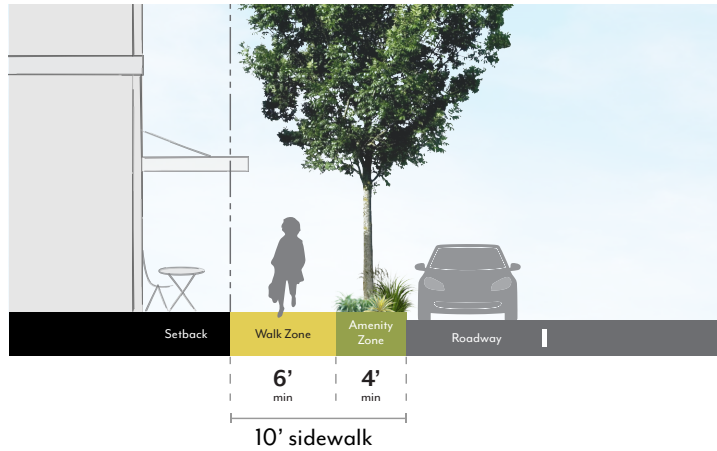 Setback
Walk Zone
Amenity
Zone
Roadway
6’
min
4’
min
10’ sidewalk